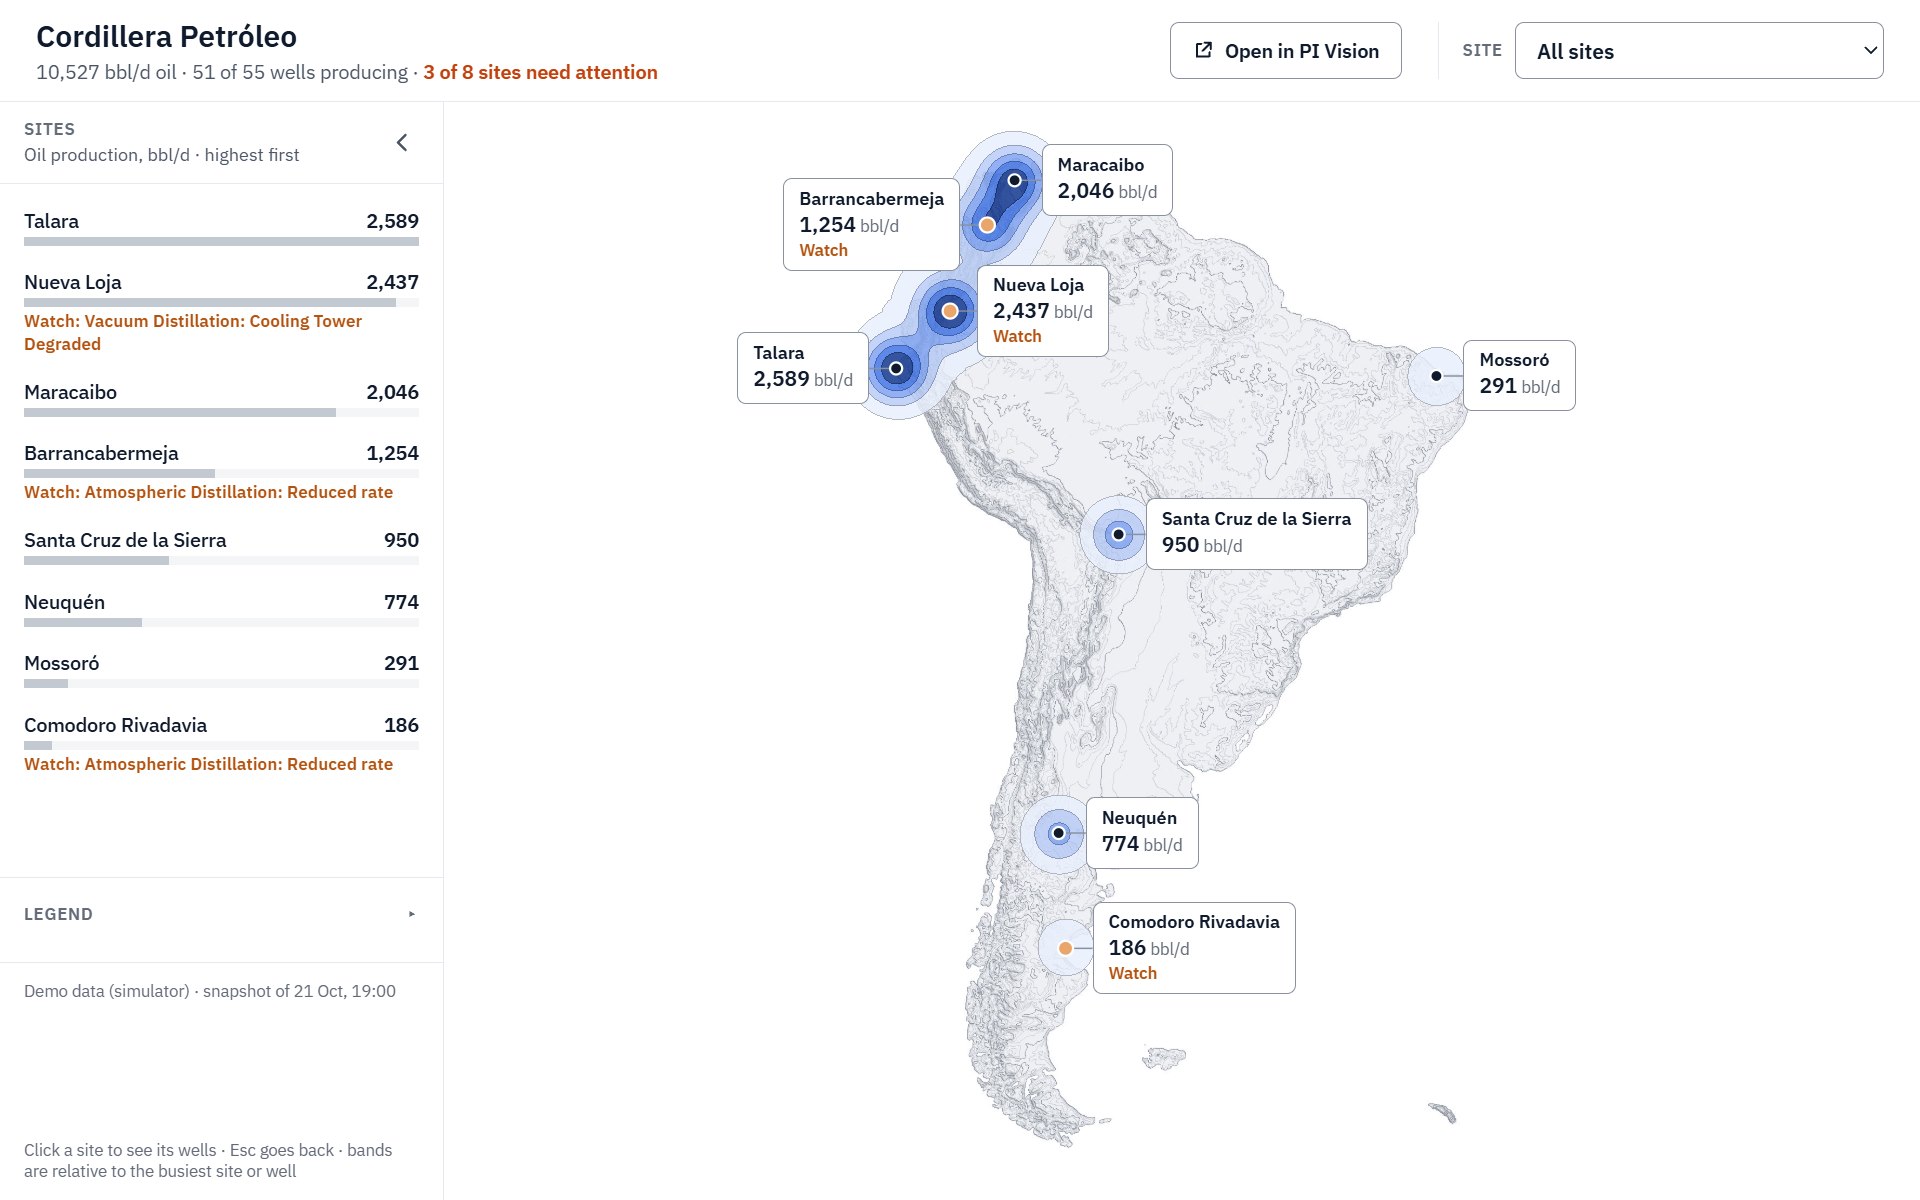 Cordillera Petróleo
10,527 bbl/d oil · 51 of 55 wells producing · 3 of 8 sites need attention
Open in PI Vision
SITE
All sites
SITES
Oil production, bbl/d · highest first
Talara 2,589
Nueva Loja 2,437
Watch: Vacuum Distillation: Cooling Tower
Degraded
Maracaibo 2,046
Barrancabermeja 1,254
Watch: Atmospheric Distillation: Reduced rate
Santa Cruz de la Sierra 950
Neuquén 774
Mossoró 291
Comodoro Rivadavia 186
Watch: Atmospheric Distillation: Reduced rate
LEGEND
Demo data (simulator) · snapshot of 21 Oct, 19:00
Click a site to see its wells · Esc goes back · bands
are relative to the busiest site or well
Maracaibo
2,046 bbl/d
Barrancabermeja
1,254 bbl/d
Watch
Nueva Loja
2,437 bbl/d
Watch
Talara
2,589 bbl/d
Mossoró
291 bbl/d
Santa Cruz de la Sierra
950 bbl/d
Neuquén
774 bbl/d
Comodoro Rivadavia
186 bbl/d
Watch